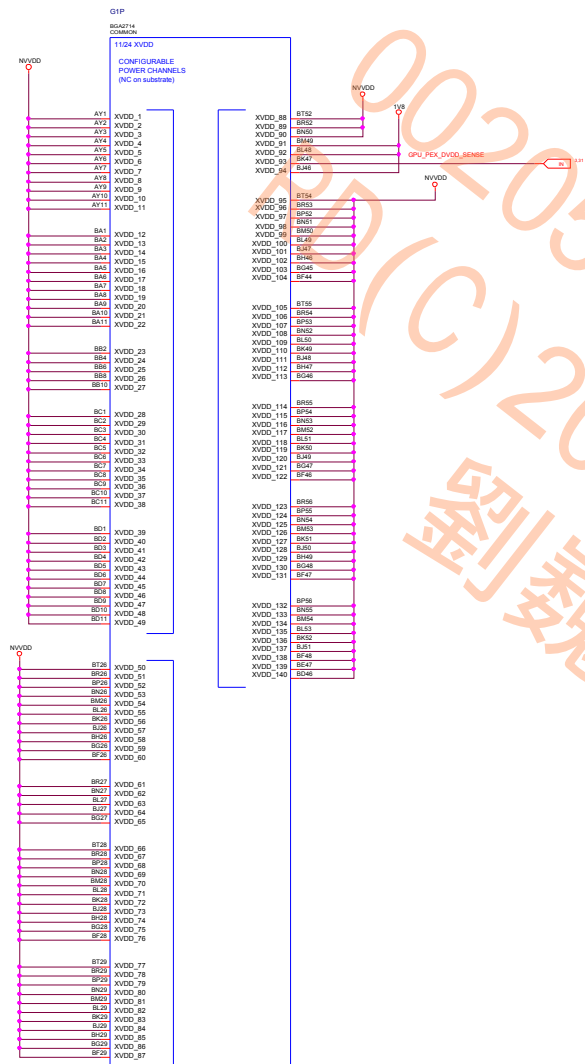 G1P
BGA2714
COMMON
11/24 XVDD
CONFIGURABLE
POWER CHANNELS
(NC on substrate)
NVVDD
AY1 XVDD_1
AY2 XVDD_2
AY3 XVDD_3
AY4 XVDD_4
AY5 XVDD_5
AY6 XVDD_6
AY7 XVDD_7
AY8 XVDD_8
AY9 XVDD_9
AY10 XVDD_10
AY11 XVDD_11
BA1 XVDD_12
BA2 XVDD_13
BA3 XVDD_14
BA4 XVDD_15
BA5 XVDD_16
BA6 XVDD_17
BA7 XVDD_18
BA8 XVDD_19
BA9 XVDD_20
BA10 XVDD_21
BA11 XVDD_22
BB2 XVDD_23
BB4 XVDD_24
BB6 XVDD_25
BB8 XVDD_26
BB10 XVDD_27
BC1 XVDD_28
BC2 XVDD_29
BC3 XVDD_30
BC4 XVDD_31
BC5 XVDD_32
BC6 XVDD_33
BC7 XVDD_34
BC8 XVDD_35
BC9 XVDD_36
BC10 XVDD_37
BC11 XVDD_38
BD1 XVDD_39
BD2 XVDD_40
BD3 XVDD_41
BD4 XVDD_42
BD5 XVDD_43
BD6 XVDD_44
BD7 XVDD_45
BD8 XVDD_46
BD9 XVDD_47
BD10 XVDD_48
BD11 XVDD_49
NVVDD
BT26 XVDD_50
BR26 XVDD_51
BP26 XVDD_52
BN26 XVDD_53
BM26 XVDD_54
BL26 XVDD_55
BK26 XVDD_56
BJ26 XVDD_57
BH26 XVDD_58
BG26 XVDD_59
BF26 XVDD_60
BR27 XVDD_61
BN27 XVDD_62
BL27 XVDD_63
BJ27 XVDD_64
BG27 XVDD_65
BT28 XVDD_66
BR28 XVDD_67
BP28 XVDD_68
BN28 XVDD_69
BM28 XVDD_70
BL28 XVDD_71
BK28 XVDD_72
BJ28 XVDD_73
BH28 XVDD_74
BG28 XVDD_75
BF28 XVDD_76
BT29 XVDD_77
BR29 XVDD_78
BP29 XVDD_79
BN29 XVDD_80
BM29 XVDD_81
BL29 XVDD_82
BK29 XVDD_83
BJ29 XVDD_84
BH29 XVDD_85
BG29 XVDD_86
BF29 XVDD_87
NVVDD
1V8
XVDD_88 BT52
XVDD_89 BR52
XVDD_90 BN50
XVDD_91 BM49
XVDD_92 BL48
GPU_PEX_DVDD_SENSE
XVDD_93 BK47 IN
XVDD_94 BJ46
NVVDD
XVDD_95 BT54
XVDD_96 BR53
XVDD_97 BP52
XVDD_98 BN51
XVDD_99 BM50
XVDD_100 BL49
XVDD_101 BJ47
XVDD_102 BH46
XVDD_103 BG45
XVDD_104 BF44
XVDD_105 BT55
XVDD_106 BR54
XVDD_107 BP53
XVDD_108 BN52
XVDD_109 BL50
XVDD_110 BK49
XVDD_111 BJ48
XVDD_112 BH47
XVDD_113 BG46
XVDD_114 BR55
XVDD_115 BP54
XVDD_116 BN53
XVDD_117 BM52
XVDD_118 BL51
XVDD_119 BK50
XVDD_120 BJ49
XVDD_121 BG47
XVDD_122 BF46
XVDD_123 BR56
XVDD_124 BP55
XVDD_125 BN54
XVDD_126 BM53
XVDD_127 BK51
XVDD_128 BJ50
XVDD_129 BH49
XVDD_130 BG48
XVDD_131 BF47
XVDD_132 BP56
XVDD_133 BN55
XVDD_134 BM54
XVDD_135 BL53
XVDD_136 BK52
XVDD_137 BJ51
XVDD_138 BF48
XVDD_139 BE47
XVDD_140 BD46
00205
PD(C)20
劉巍